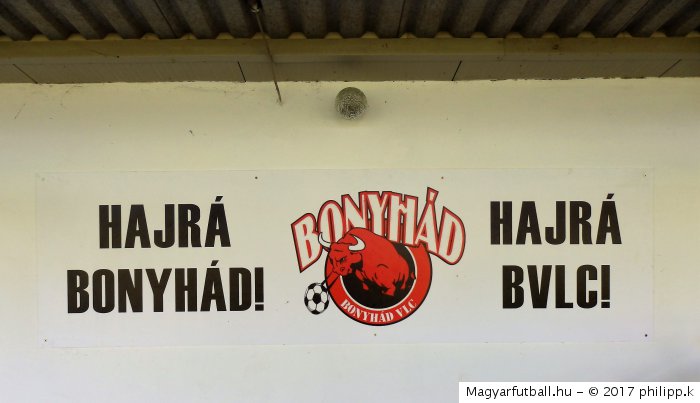 HAJRÁ
BONYHÁD!
BONYHÁD
BONYHÁD VLC
HAJRÁ
BVLC!
Magyarfutball.hu - © 2017 philipp.k